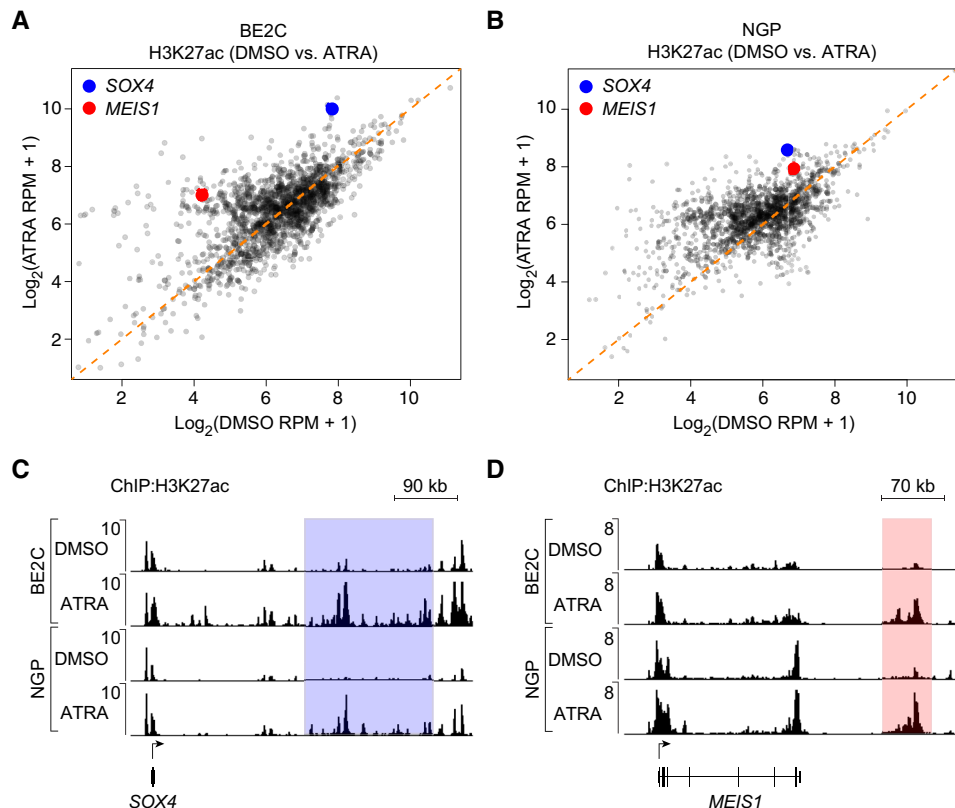 A
BE2C
H3K27ac (DMSO vs. ATRA)
SOX4
MEIS1
10
8
6
4
2
Log2(ATRA RPM + 1)
2 4 6 8 10
Log2(DMSO RPM + 1)
B
NGP
H3K27ac (DMSO vs. ATRA)
SOX4
MEIS1
10
8
6
4
2
Log2(ATRA RPM + 1)
2 4 6 8 10
Log2(DMSO RPM + 1)
C
ChIP:H3K27ac
90 kb
BE2C
10
DMSO
10
ATRA
NGP
10
DMSO
10
ATRA
SOX4
D
ChIP:H3K27ac
70 kb
BE2C
8
DMSO
8
ATRA
NGP
8
DMSO
8
ATRA
MEIS1